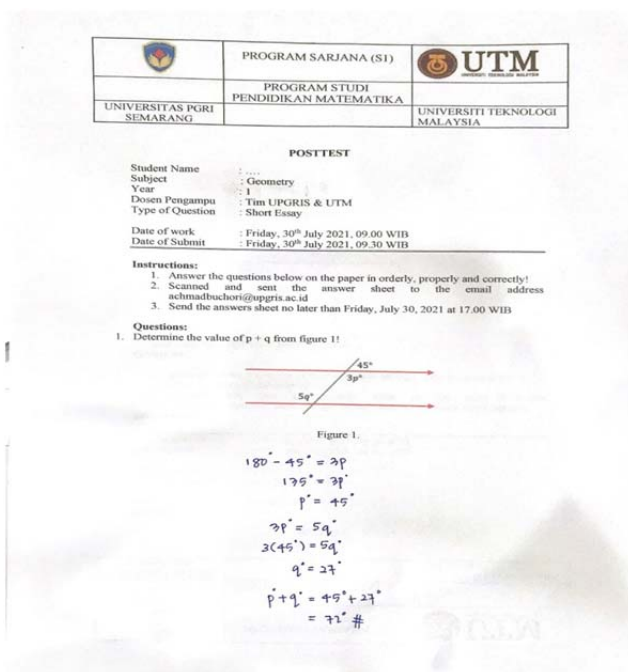 PROGRAM SARJANA (S1)
UTM
UNIVERSITI TEKNOLOGI MALAYSIA
PROGRAM STUDI
PENDIDIKAN MATEMATIKA
UNIVERSITAS PGRI
SEMARANG
UNIVERSITI TEKNOLOGI
MALAYSIA
POSTTEST
Student Name : ....
Subject : Geometry
Year : 1
Dosen Pengampu : Tim UPGRIS & UTM
Type of Question : Short Essay
Date of work : Friday, 30th July 2021, 09.00 WIB
Date of Submit : Friday, 30th July 2021, 09.30 WIB
Instructions:
1. Answer the questions below on the paper in orderly, properly and correctly!
2. Scanned and sent the answer sheet to the email address
achmadbuchori@upgris.ac.id
3. Send the answers sheet no later than Friday, July 30, 2021 at 17.00 WIB
Questions:
1. Determine the value of p + q from figure 1!
45°
3p°
5q°
Figure 1.
180° - 45° = 3p
135° = 3p°
p° = 45°
3p° = 5q°
3(45°) = 5q°
q° = 27°
p° + q° = 45° + 27°
= 72° #